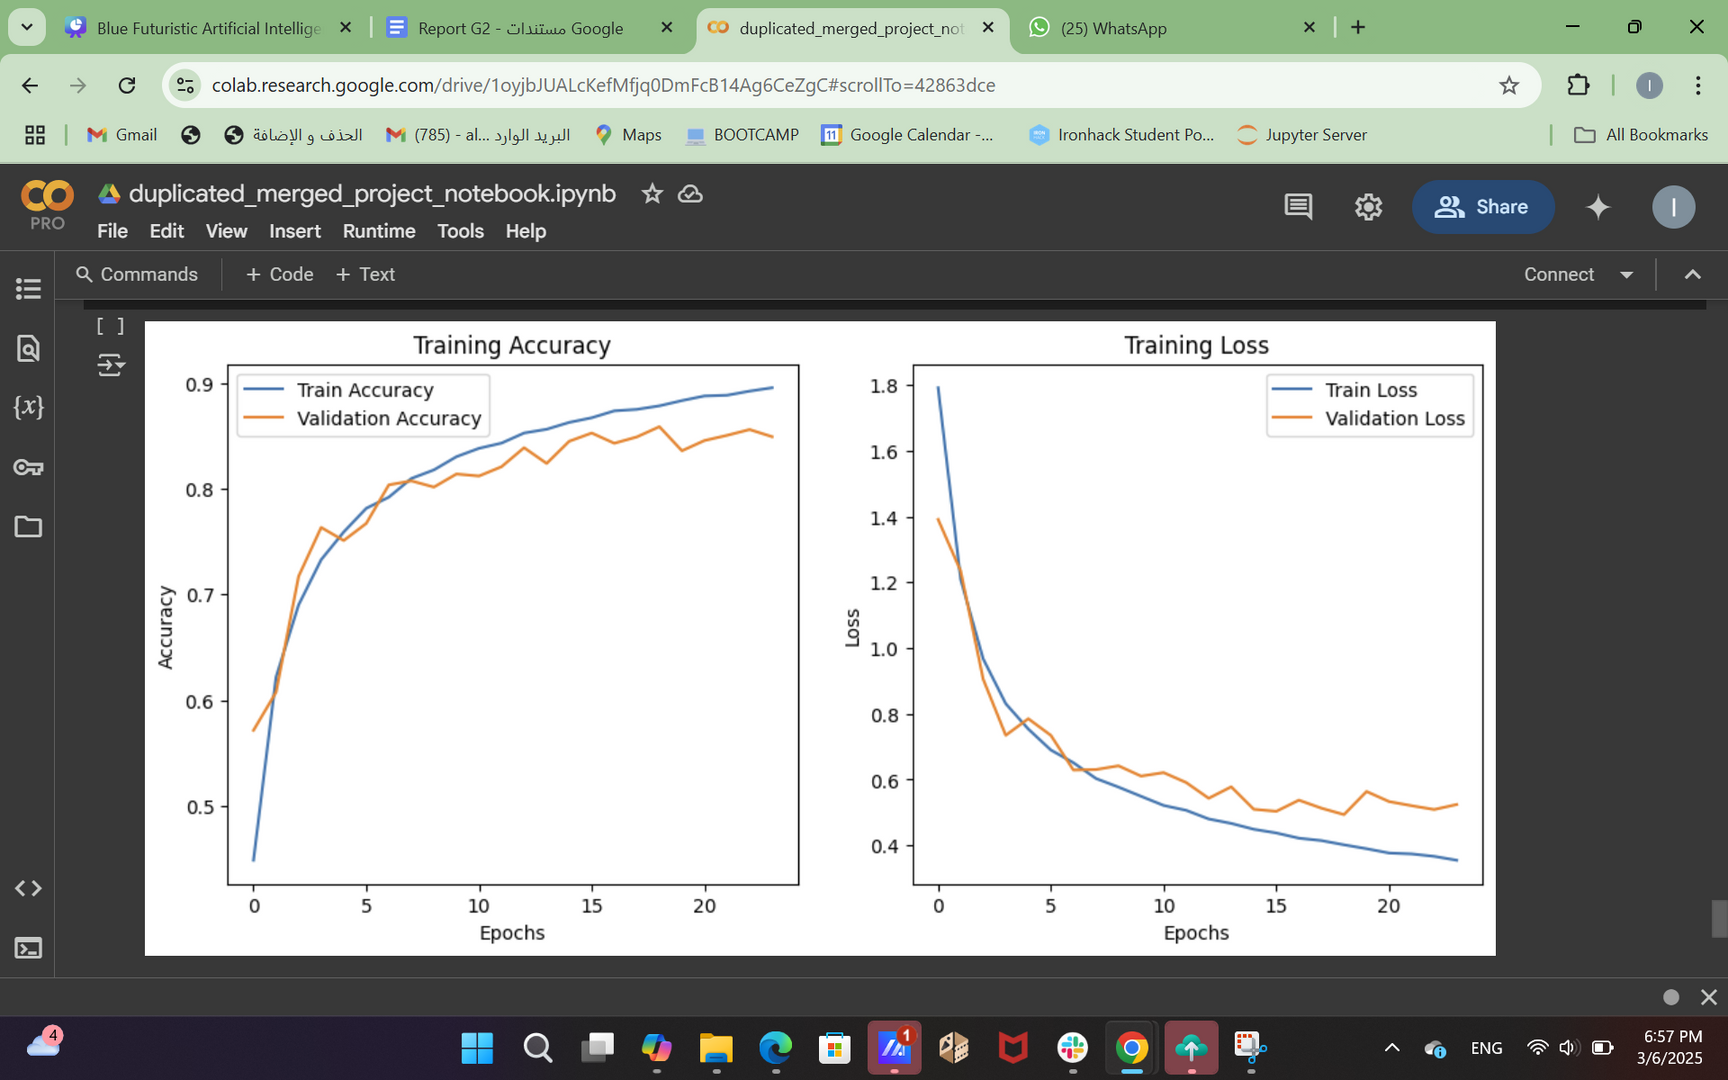 Blue Futuristic Artificial Intellige
Report G2 - مستندات Google
duplicated_merged_project_not
(25) WhatsApp
colab.research.google.com/drive/1oyjbJUALcKefMfjq0DmFcB14Ag6CeZgC#scrollTo=42863dce
I
Gmail
الحذف و الإضافة
(785) - al... البريد الوارد
Maps
BOOTCAMP
11
Google Calendar -...
Ironhack Student Po...
Jupyter Server
All Bookmarks
PRO
duplicated_merged_project_notebook.ipynb
File Edit View Insert Runtime Tools Help
Share
I
Commands
+ Code + Text
Connect
{x}
[ ]
Training Accuracy
Train Accuracy
Validation Accuracy
0.9
0.8
0.7
0.6
0.5
Accuracy
0 5 10 15 20
Epochs
Training Loss
Train Loss
Validation Loss
1.8
1.6
1.4
1.2
1.0
0.8
0.6
0.4
Loss
0 5 10 15 20
Epochs
4
1
ENG
6:57 PM
3/6/2025